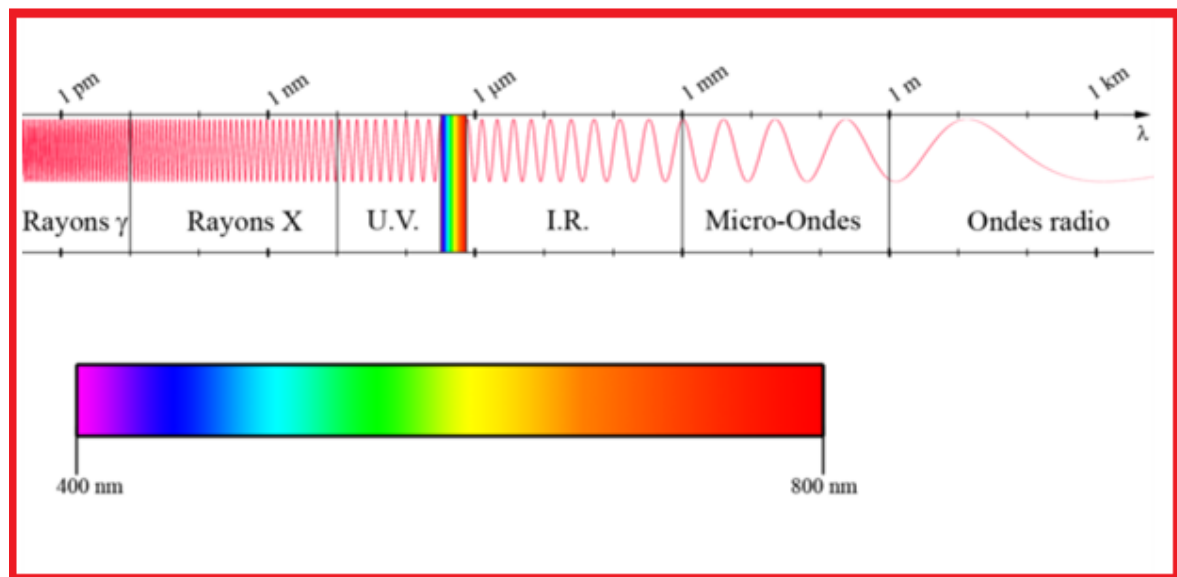 1 pm
1 nm
1 µm
1 mm
1 m
1 km
λ
Rayons γ
Rayons X
U.V.
I.R.
Micro-Ondes
Ondes radio
400 nm
800 nm